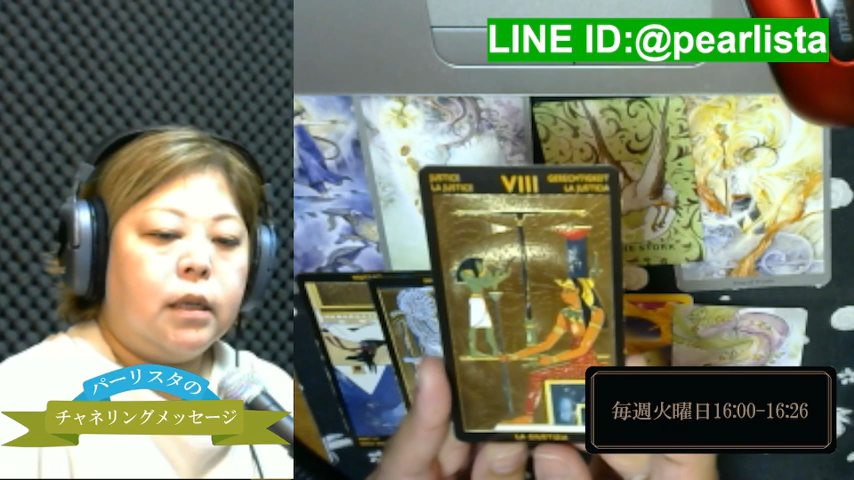 LINE ID:@pearlista
JUSTICE
LA JUSTICE
VIII
GERECHTIGKEIT
LA JUSTICIA
THE STORK
LA GIUSTIZIA
パーリスタの
チャネリングメッセージ
毎週火曜日16:00-16:26